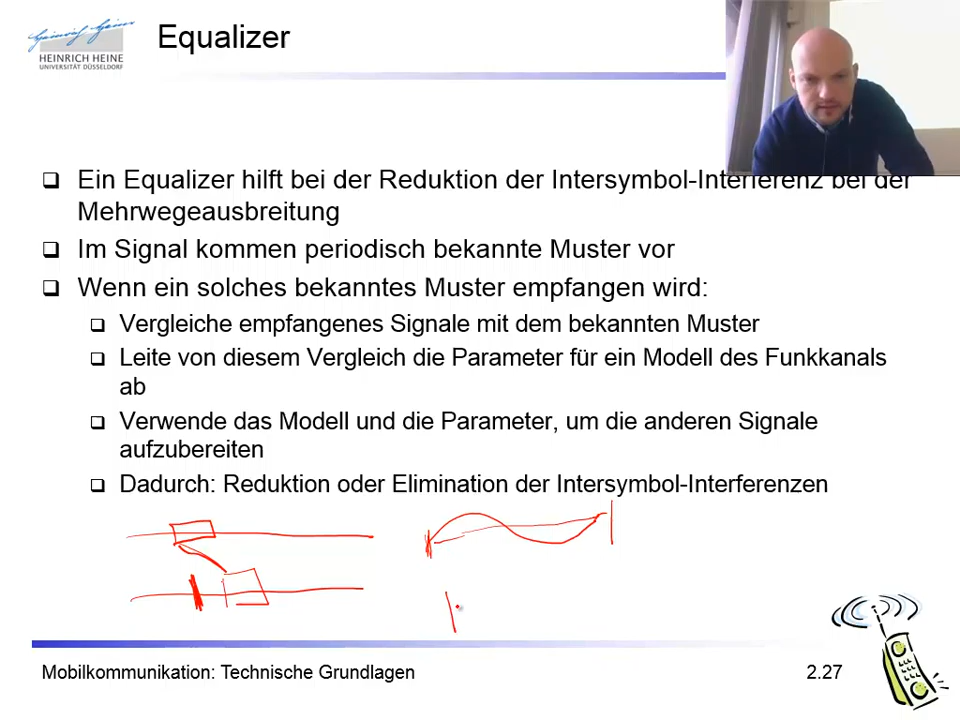 Heinrich Heine
HEINRICH HEINE
UNIVERSITÄT DÜSSELDORF
Equalizer
Ein Equalizer hilft bei der Reduktion der Intersymbol-Interferenz bei der
Mehrwegeausbreitung
Im Signal kommen periodisch bekannte Muster vor
Wenn ein solches bekanntes Muster empfangen wird:
Vergleiche empfangenes Signale mit dem bekannten Muster
Leite von diesem Vergleich die Parameter für ein Modell des Funkkanals
ab
Verwende das Modell und die Parameter, um die anderen Signale
aufzubereiten
Dadurch: Reduktion oder Elimination der Intersymbol-Interferenzen
Mobilkommunikation: Technische Grundlagen
2.27